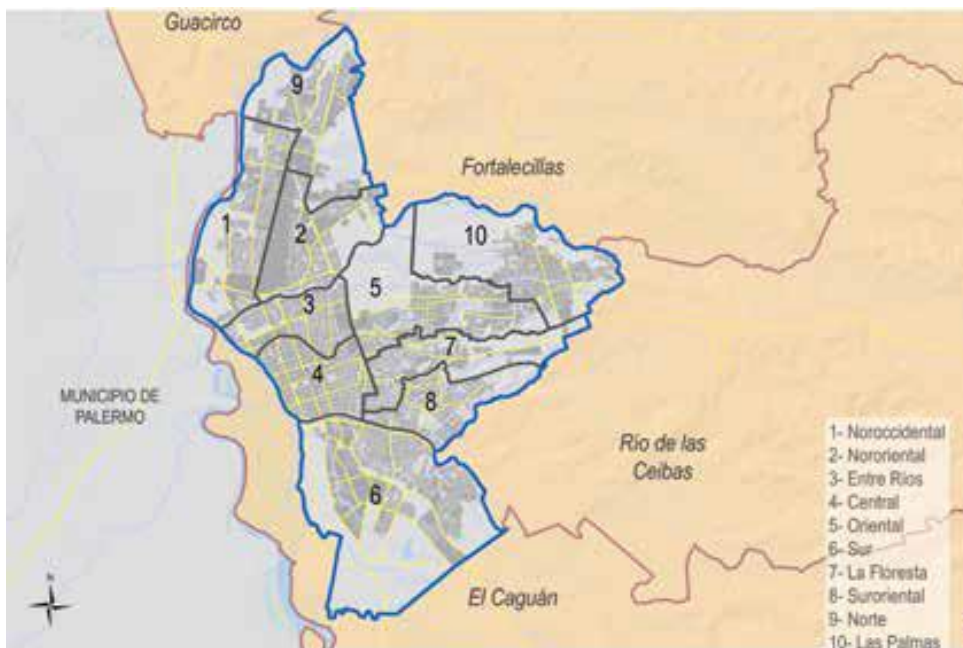 Guacirco
9
Fortalecillas
1
2
10
5
3
7
4
8
MUNICIPIO DE
PALERMO
Río de las
Ceibas
6
El Caguán
N
1- Noroccidental
2- Nororiental
3- Entre Ríos
4- Central
5- Oriental
6- Sur
7- La Floresta
8- Suroriental
9- Norte
10- Las Palmas